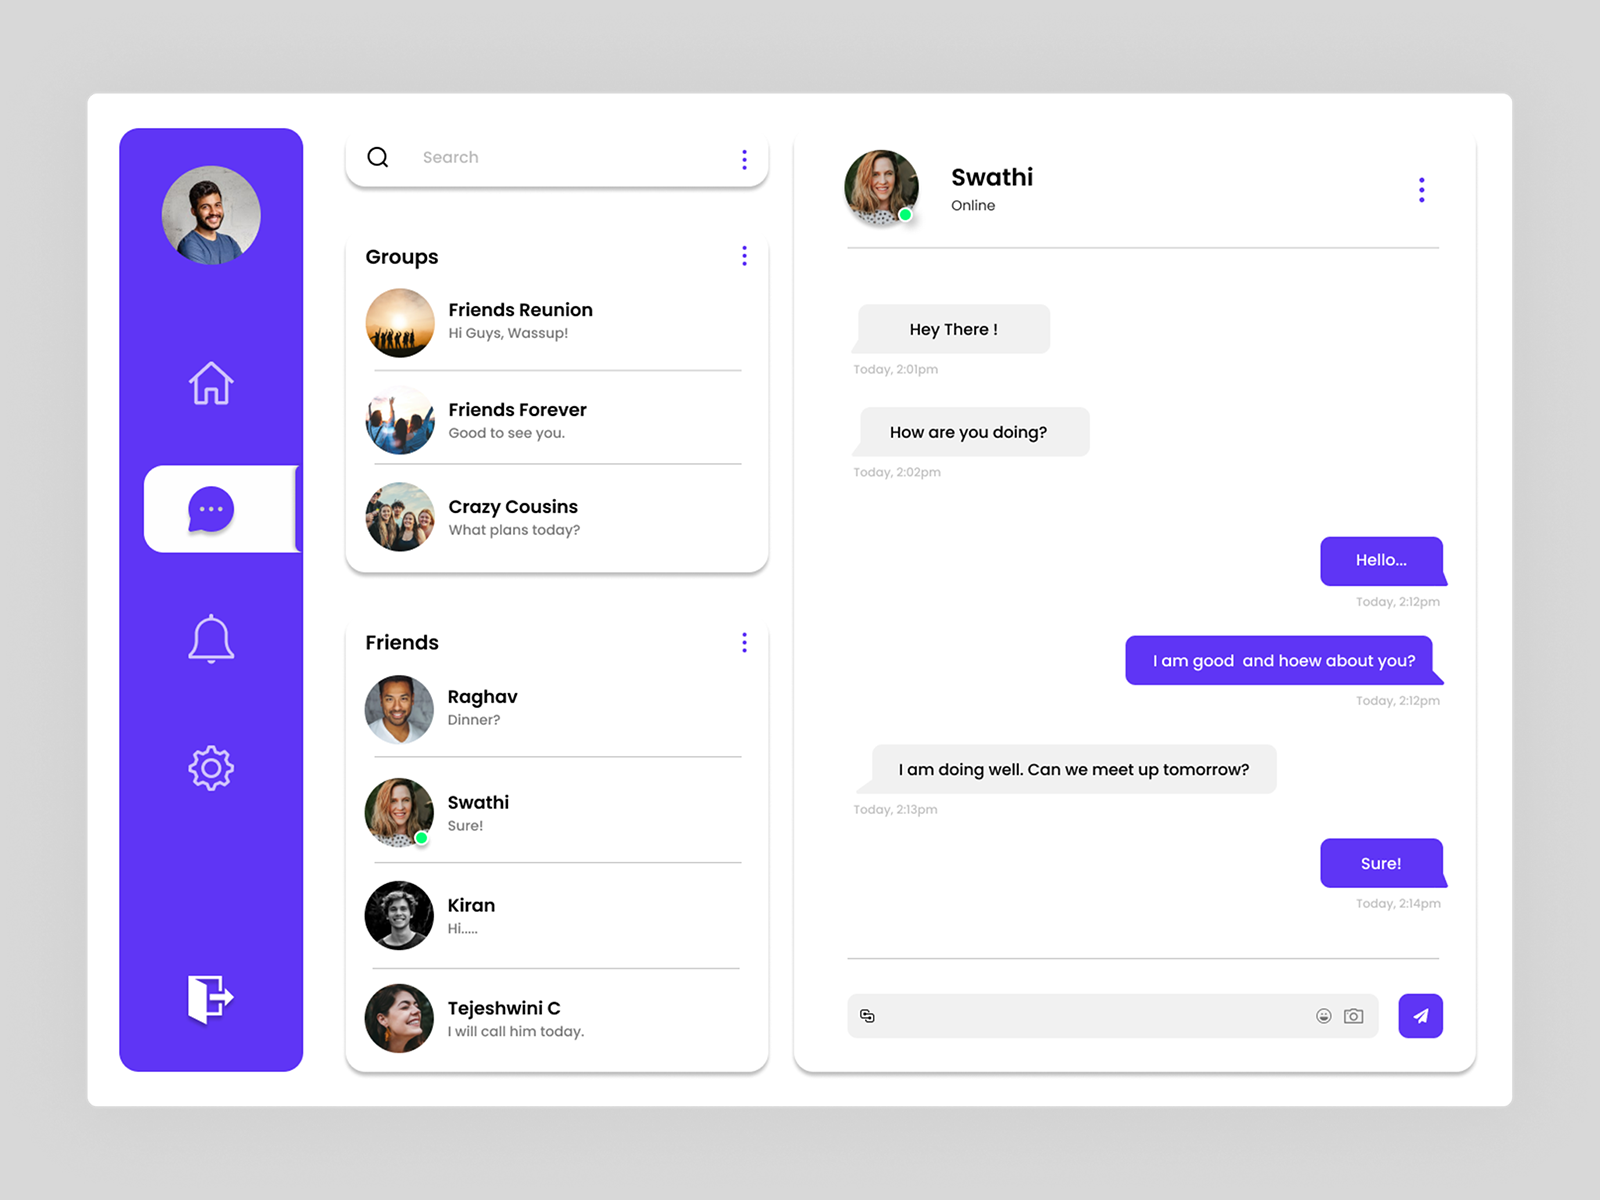 Search
Groups
Friends Reunion
Hi Guys, Wassup!
Friends Forever
Good to see you.
Crazy Cousins
What plans today?
Friends
Raghav
Dinner?
Swathi
Sure!
Kiran
Hi.....
Tejeshwini C
I will call him today.
Swathi
Online
Hey There !
Today, 2:01pm
How are you doing?
Today, 2:02pm
Hello...
Today, 2:12pm
I am good  and hoew about you?
Today, 2:12pm
I am doing well. Can we meet up tomorrow?
Today, 2:13pm
Sure!
Today, 2:14pm